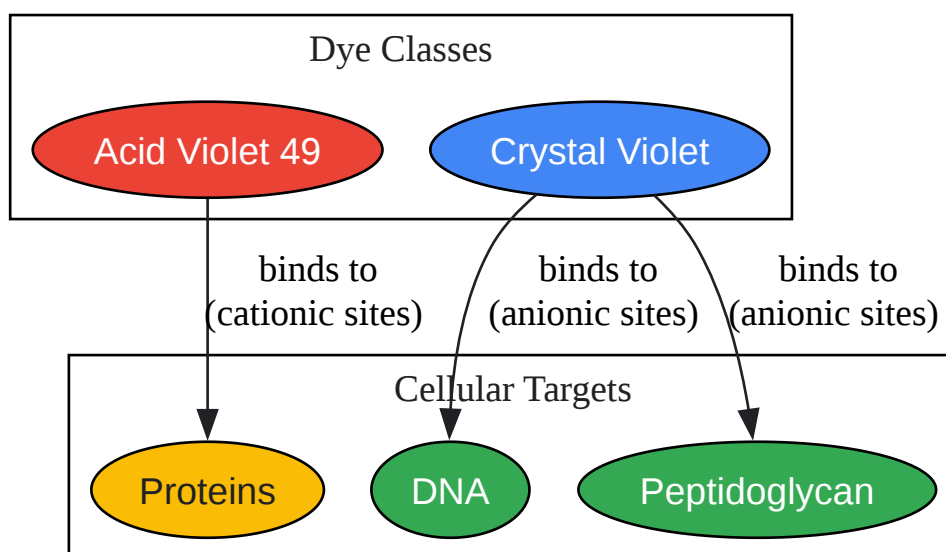 Dye Classes
Acid Violet 49
Crystal Violet
binds to
(cationic sites)
binds to
(anionic sites)
binds to
(anionic sites)
Cellular Targets
Proteins
DNA
Peptidoglycan